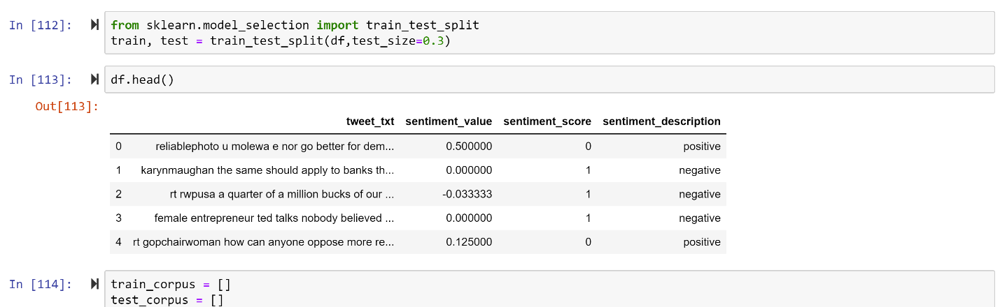 In [112]: from sklearn.model_selection import train_test_split
train, test = train_test_split(df,test_size=0.3)
In [113]: df.head()
Out[113]:
tweet_txt sentiment_value sentiment_score sentiment_description
0 reliablephoto u molewa e nor go better for dem... 0.500000 0 positive
1 karynmaughan the same should apply to banks th... 0.000000 1 negative
2 rt rwpusa a quarter of a million bucks of our ... -0.033333 1 negative
3 female entrepreneur ted talks nobody believed ... 0.000000 1 negative
4 rt gopchairwoman how can anyone oppose more re... 0.125000 0 positive
In [114]: train_corpus = []
test_corpus = []